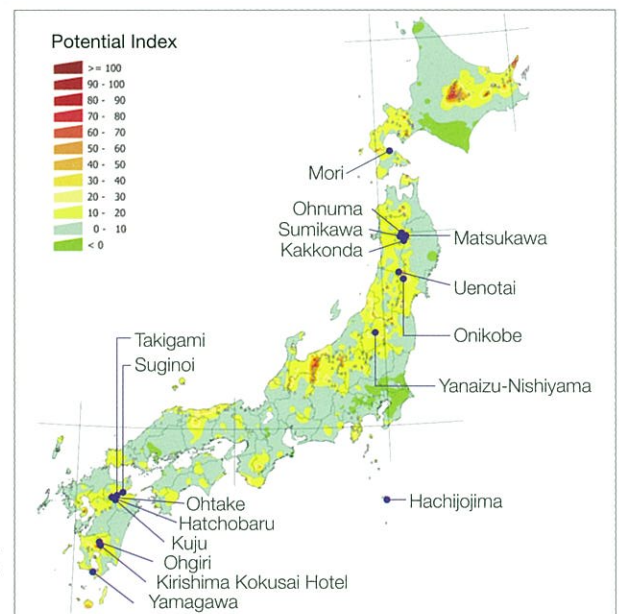 Potential Index
>= 100
90 - 100
80 - 90
70 - 80
60 - 70
50 - 60
40 - 50
30 - 40
20 - 30
10 - 20
0 - 10
< 0
Mori
Ohnuma
Sumikawa
Kakkonda
Matsukawa
Uenotai
Onikobe
Yanaizu-Nishiyama
Takigami
Suginoi
Hachijojima
Ohtake
Hatchobaru
Kuju
Ohgiri
Kirishima Kokusai Hotel
Yamagawa